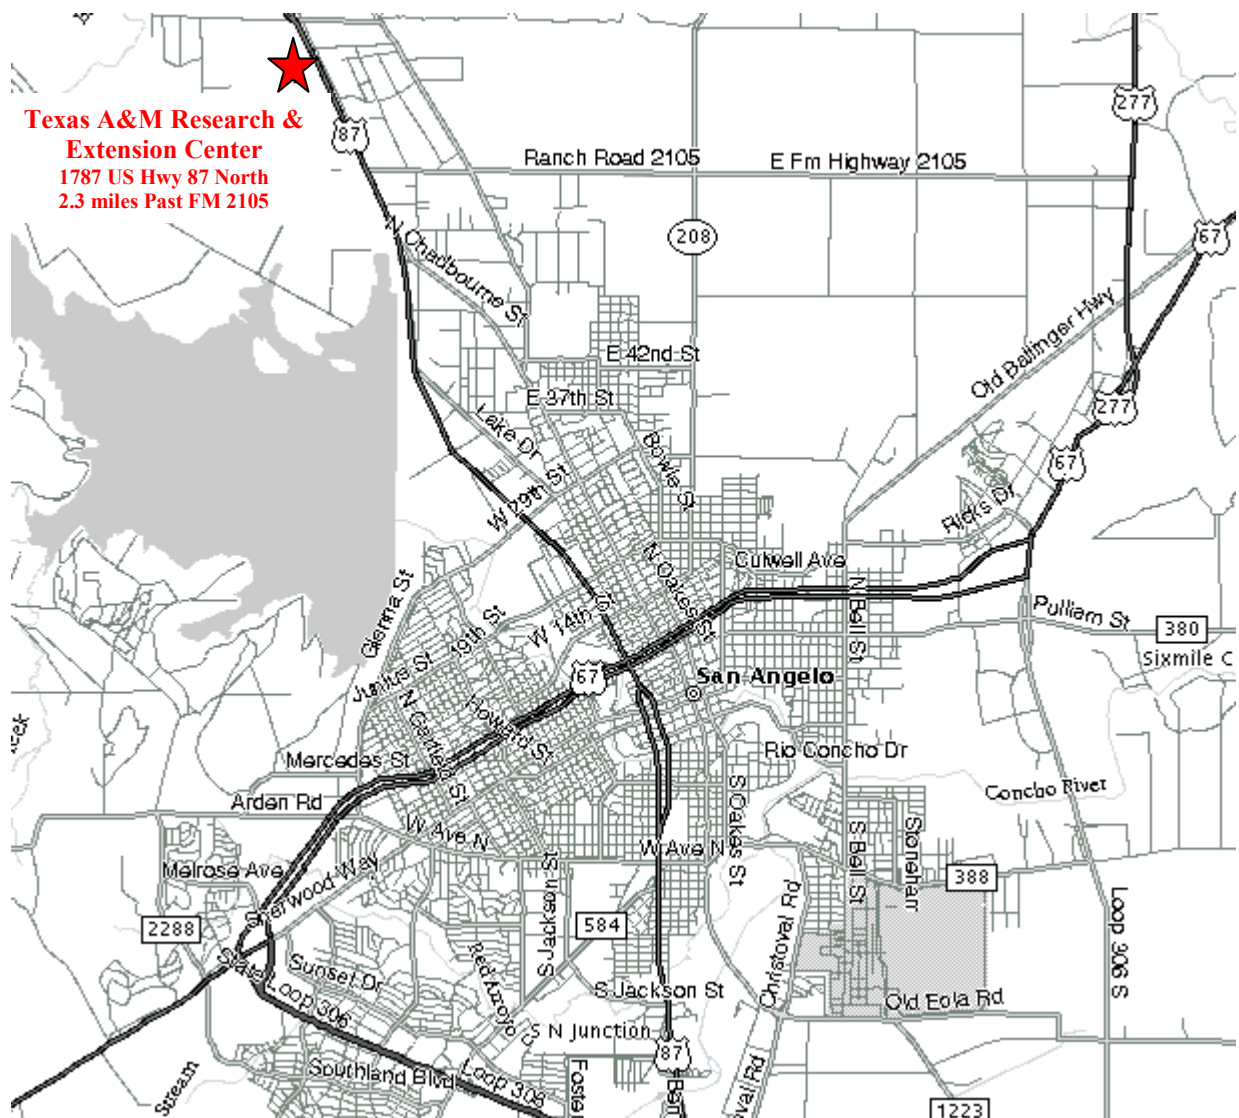 Texas A&M Research &
Extension Center
1787 US Hwy 87 North
2.3 miles Past FM 2105
87
277
Ranch Road 2105
E Fm Highway 2105
208
67
N Chadbourne St
E 42nd St
Old Ballinger Hwy
E 37th St
277
Lake Dr
Bowie St
67
W 29th St
Ricks Dr
N Oakes St
Culwell Ave
Glenna St
N Bell St
Pulliam St
380
19th St
W 14th
Sixmile C
Junius St
67
San Angelo
N Garfield St
Howard St
Mercedes St
Rio Concho Dr
Concho River
Arden Rd
S Oakes St
W Ave N
W Ave N
S Bell St
Stonehair
Melrose Ave
388
Sherwood Way
S Jackson St
Christoval Rd
Loop 306 S
2288
584
State Loop 306
Sunset Dr
Red Arroyo
S Jackson St
Old Eola Rd
S N Junction
87
Southland Blvd
Loop 306
Stream
Foste
val Rd
1223